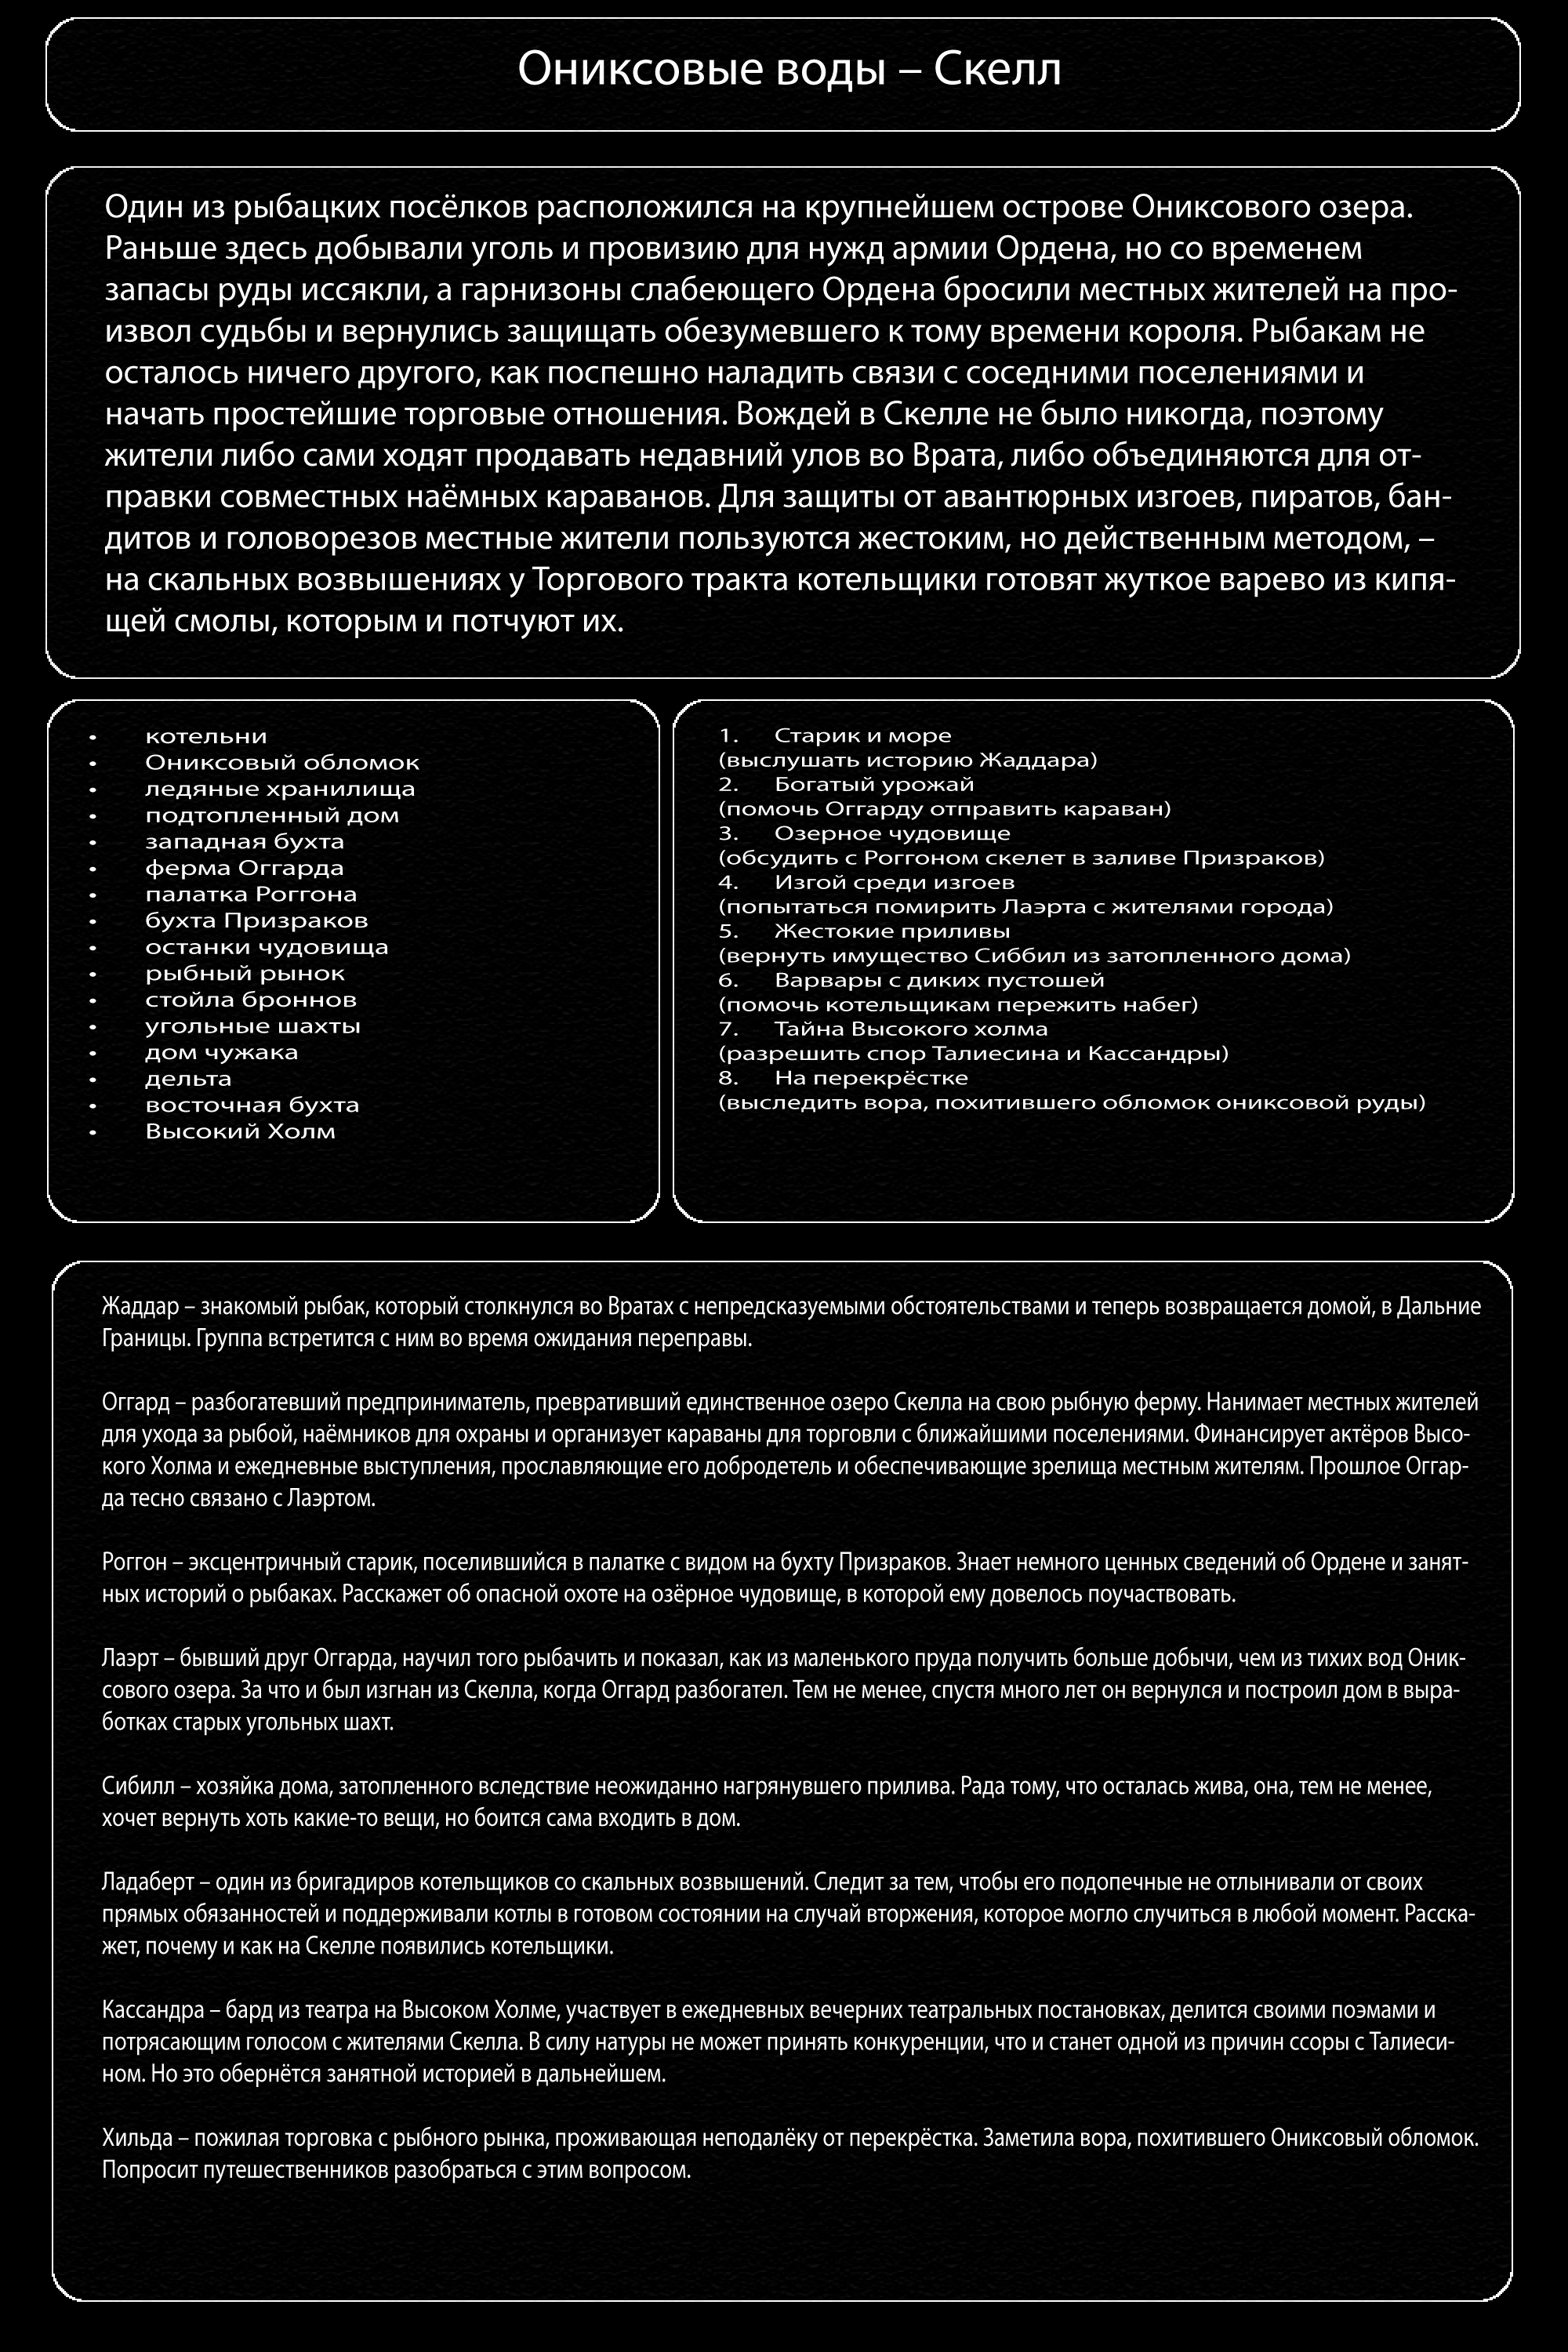 Ониксовые воды – Скелл
Один из рыбацких посёлков расположился на крупнейшем острове Ониксового озера.
Раньше здесь добывали уголь и провизию для нужд армии Ордена, но со временем
запасы руды иссякли, а гарнизоны слабеющего Ордена бросили местных жителей на про-
извол судьбы и вернулись защищать обезумевшего к тому времени короля. Рыбакам не
осталось ничего другого, как поспешно наладить связи с соседними поселениями и
начать простейшие торговые отношения. Вождей в Скелле не было никогда, поэтому
жители либо сами ходят продавать недавний улов во Врата, либо объединяются для от-
правки совместных наёмных караванов. Для защиты от авантюрных изгоев, пиратов, бан-
дитов и головорезов местные жители пользуются жестоким, но действенным методом, –
на скальных возвышениях у Торгового тракта котельщики готовят жуткое варево из кипя-
щей смолы, которым и потчуют их.
• котельни
• Ониксовый обломок
• ледяные хранилища
• подтопленный дом
• западная бухта
• ферма Оггарда
• палатка Роггона
• бухта Призраков
• останки чудовища
• рыбный рынок
• стойла броннов
• угольные шахты
• дом чужака
• дельта
• восточная бухта
• Высокий Холм
1. Старик и море
(выслушать историю Жаддара)
2. Богатый урожай
(помочь Оггарду отправить караван)
3. Озерное чудовище
(обсудить с Роггоном скелет в заливе Призраков)
4. Изгой среди изгоев
(попытаться помирить Лаэрта с жителями города)
5. Жестокие приливы
(вернуть имущество Сиббил из затопленного дома)
6. Варвары с диких пустошей
(помочь котельщикам пережить набег)
7. Тайна Высокого холма
(разрешить спор Талиесина и Кассандры)
8. На перекрёстке
(выследить вора, похитившего обломок ониксовой руды)
Жаддар – знакомый рыбак, который столкнулся во Вратах с непредсказуемыми обстоятельствами и теперь возвращается домой, в Дальние
Границы. Группа встретится с ним во время ожидания переправы.
Оггард – разбогатевший предприниматель, превративший единственное озеро Скелла на свою рыбную ферму. Нанимает местных жителей
для ухода за рыбой, наёмников для охраны и организует караваны для торговли с ближайшими поселениями. Финансирует актёров Высо-
кого Холма и ежедневные выступления, прославляющие его добродетель и обеспечивающие зрелища местным жителям. Прошлое Оггар-
да тесно связано с Лаэртом.
Роггон – эксцентричный старик, поселившийся в палатке с видом на бухту Призраков. Знает немного ценных сведений об Ордене и занят-
ных историй о рыбаках. Расскажет об опасной охоте на озёрное чудовище, в которой ему довелось поучаствовать.
Лаэрт – бывший друг Оггарда, научил того рыбачить и показал, как из маленького пруда получить больше добычи, чем из тихих вод Оник-
сового озера. За что и был изгнан из Скелла, когда Оггард разбогател. Тем не менее, спустя много лет он вернулся и построил дом в выра-
ботках старых угольных шахт.
Сибилл – хозяйка дома, затопленного вследствие неожиданно нагрянувшего прилива. Рада тому, что осталась жива, она, тем не менее,
хочет вернуть хоть какие-то вещи, но боится сама входить в дом.
Ладаберт – один из бригадиров котельщиков со скальных возвышений. Следит за тем, чтобы его подопечные не отлынивали от своих
прямых обязанностей и поддерживали котлы в готовом состоянии на случай вторжения, которое могло случиться в любой момент. Расска-
жет, почему и как на Скелле появились котельщики.
Кассандра – бард из театра на Высоком Холме, участвует в ежедневных вечерних театральных постановках, делится своими поэмами и
потрясающим голосом с жителями Скелла. В силу натуры не может принять конкуренции, что и станет одной из причин ссоры с Талиеси-
ном. Но это обернётся занятной историей в дальнейшем.
Хильда – пожилая торговка с рыбного рынка, проживающая неподалёку от перекрёстка. Заметила вора, похитившего Ониксовый обломок.
Попросит путешественников разобраться с этим вопросом.